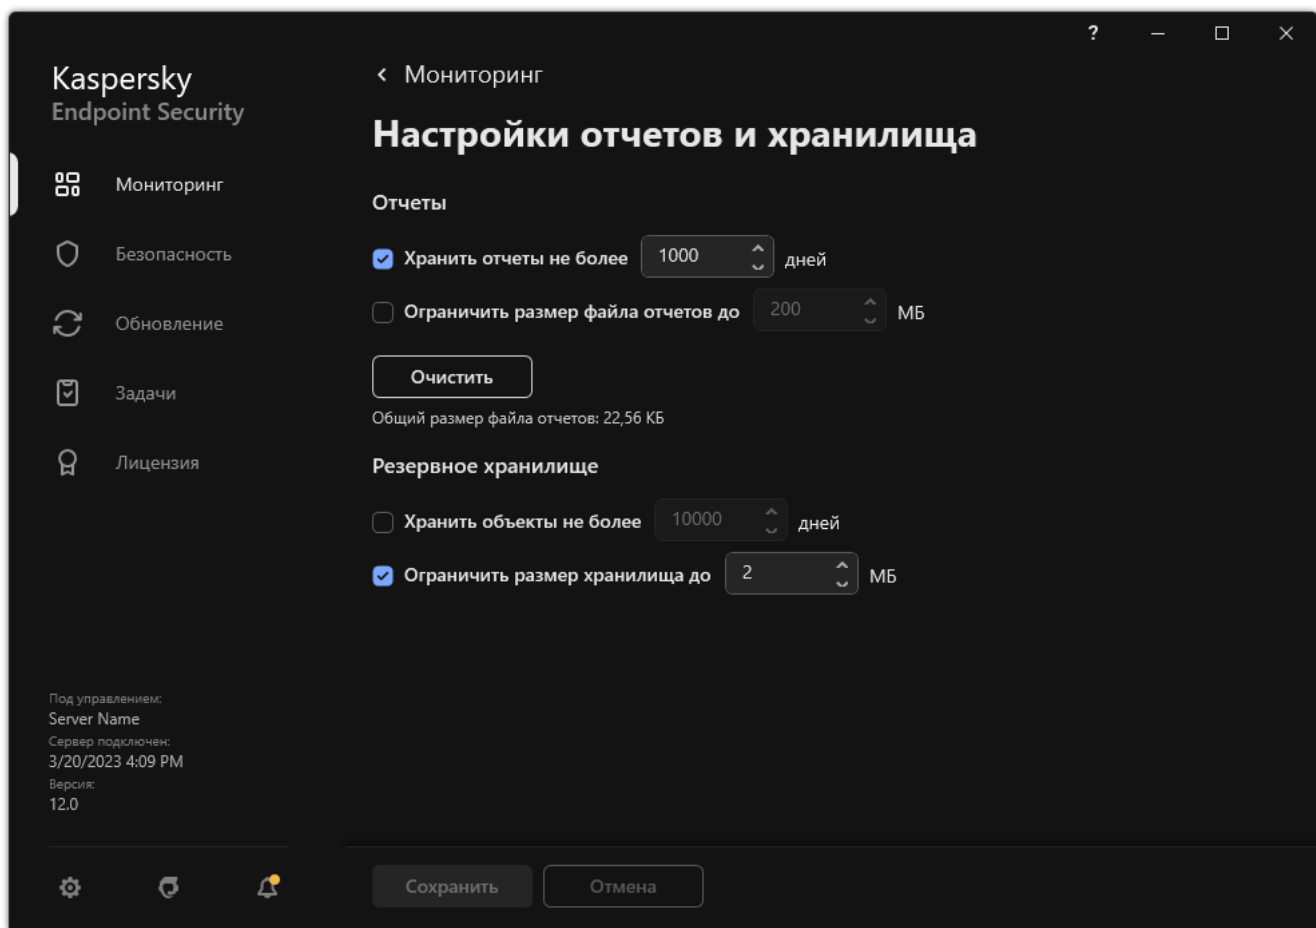 ?
Kaspersky
Endpoint Security
Мониторинг
Безопасность
Обновление
Задачи
Лицензия
Под управлением:
Server Name
Сервер подключен:
3/20/2023 4:09 PM
Версия:
12.0
Мониторинг
Настройки отчетов и хранилища
Отчеты
Хранить отчеты не более 1000 дней
Ограничить размер файла отчетов до 200 МБ
Очистить
Общий размер файла отчетов: 22,56 КБ
Резервное хранилище
Хранить объекты не более 10000 дней
Ограничить размер хранилища до 2 МБ
Сохранить Отмена